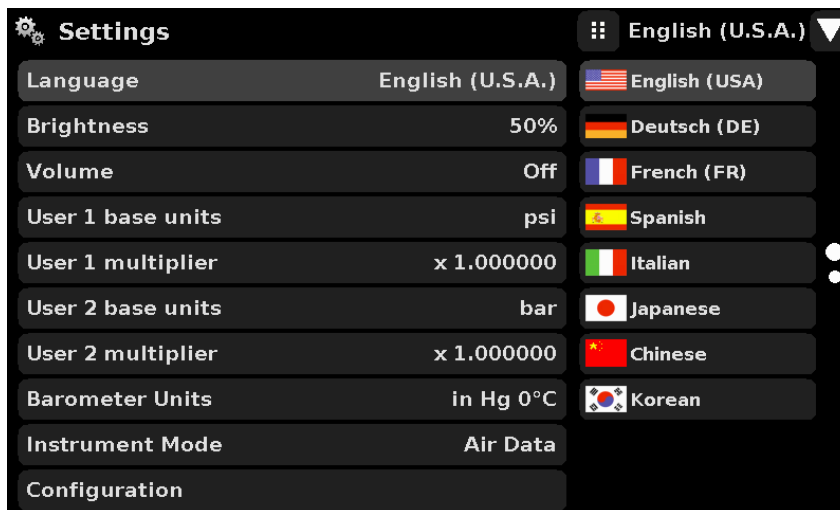 Settings
English (U.S.A.)
Language English (U.S.A.)
Brightness 50%
Volume Off
User 1 base units psi
User 1 multiplier x 1.000000
User 2 base units bar
User 2 multiplier x 1.000000
Barometer Units in Hg 0°C
Instrument Mode Air Data
Configuration
English (USA)
Deutsch (DE)
French (FR)
Spanish
Italian
Japanese
Chinese
Korean